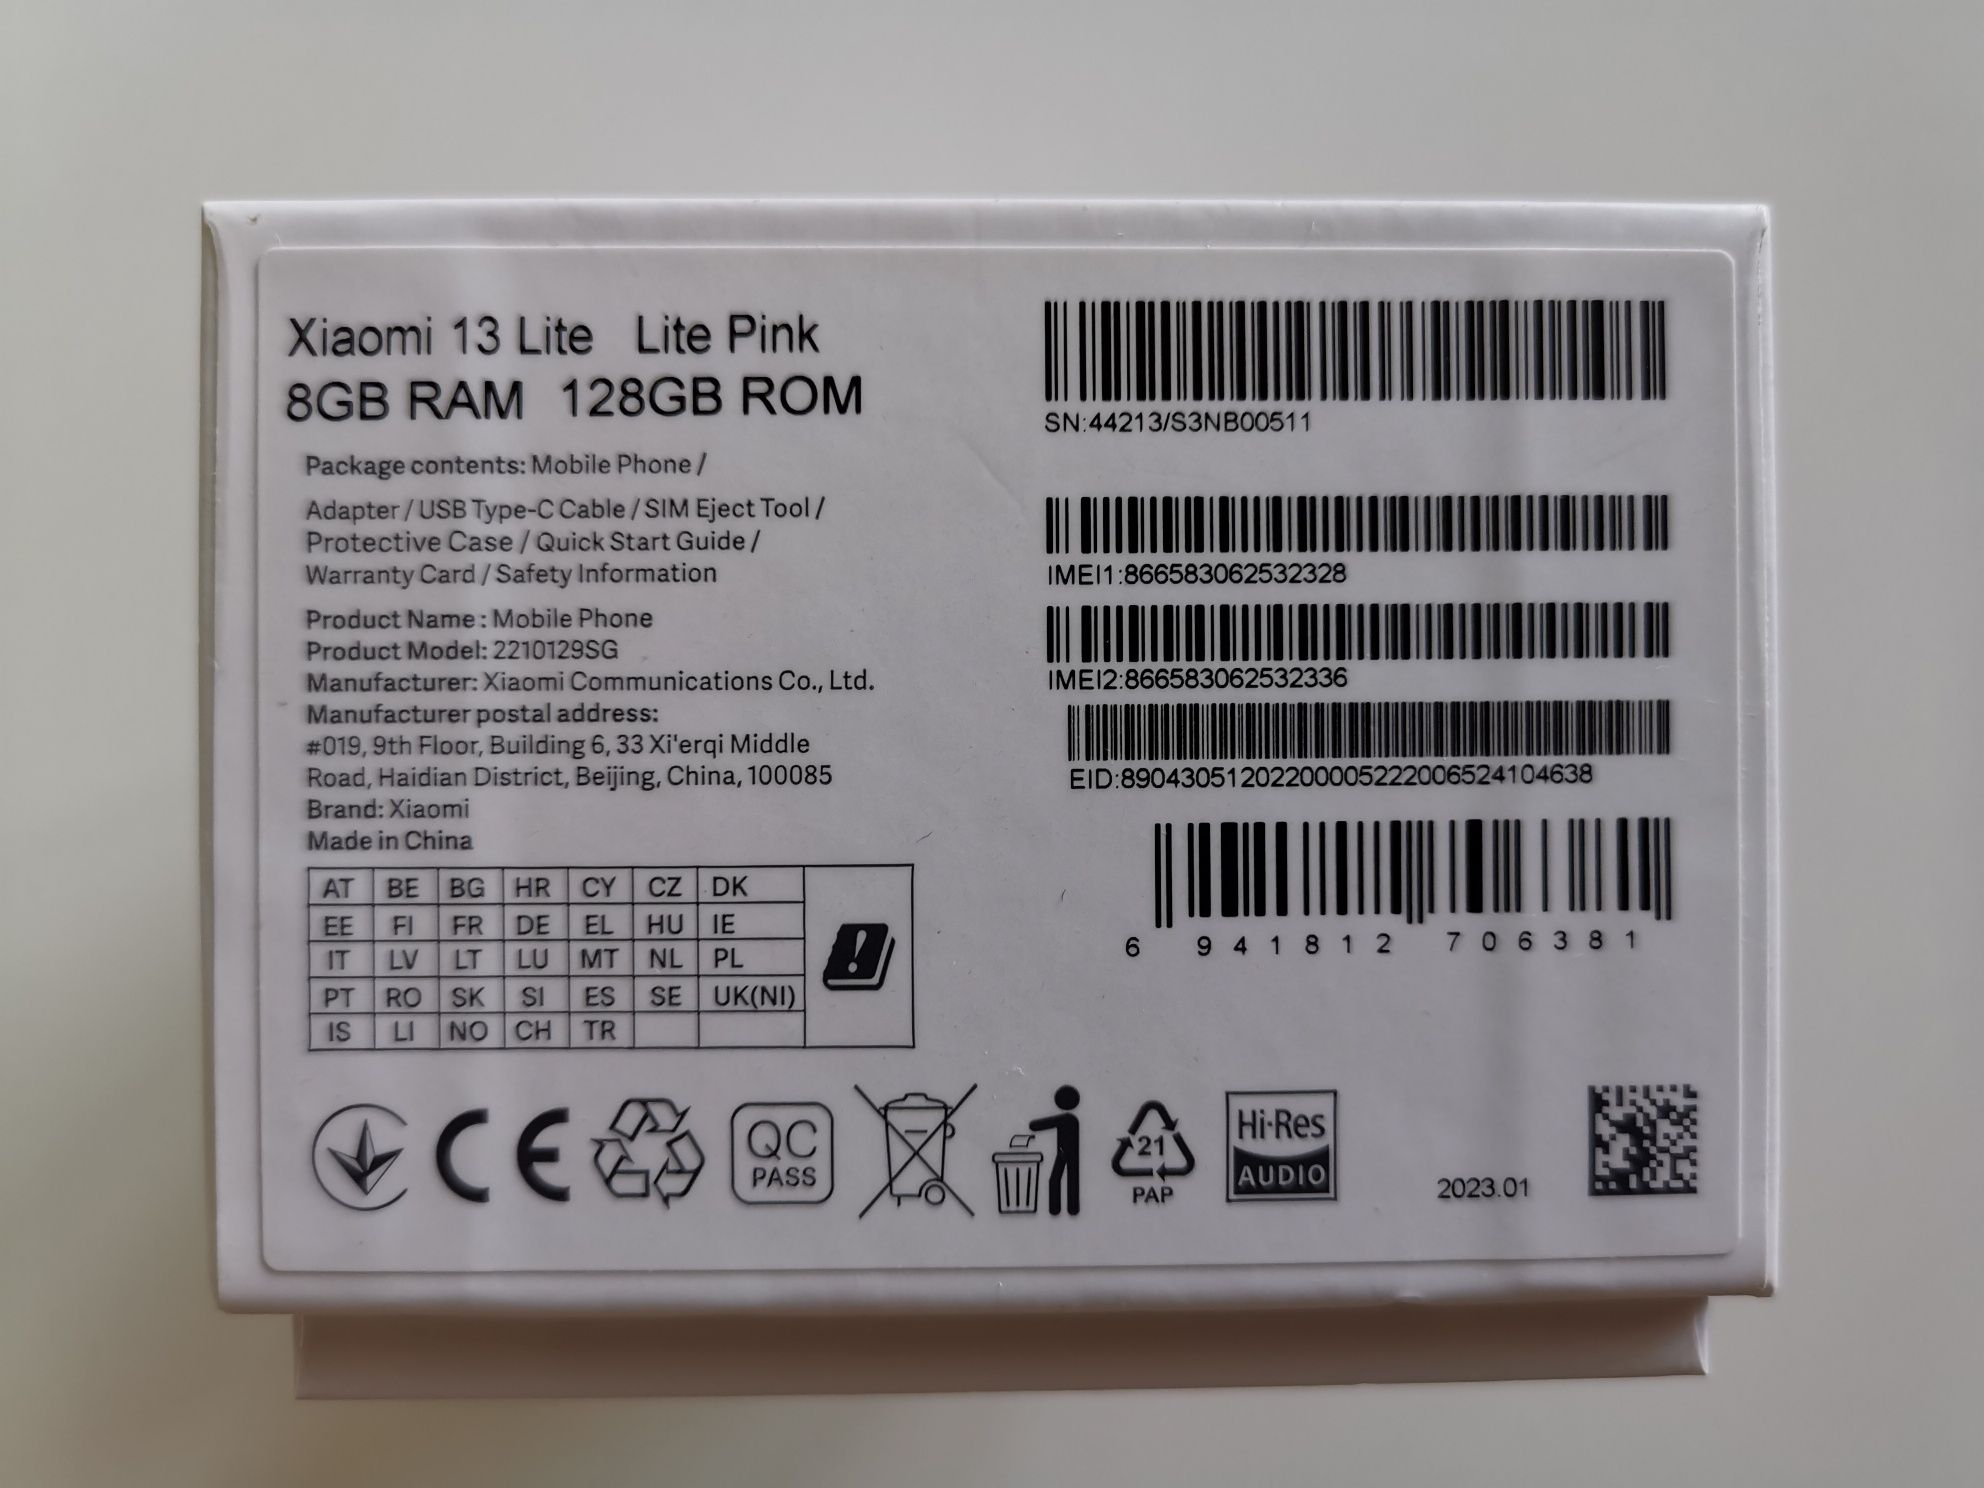 Xiaomi 13 Lite Lite Pink
8GB RAM 128GB ROM
Package contents: Mobile Phone /
Adapter / USB Type-C Cable / SIM Eject Tool /
Protective Case / Quick Start Guide /
Warranty Card / Safety Information
Product Name : Mobile Phone
Product Model: 2210129SG
Manufacturer: Xiaomi Communications Co., Ltd.
Manufacturer postal address:
#019, 9th Floor, Building 6, 33 Xi'erqi Middle
Road, Haidian District, Beijing, China, 100085
Brand: Xiaomi
Made in China
AT BE BG HR CY CZ DK
EE FI FR DE EL HU IE
IT LV LT LU MT NL PL
PT RO SK SI ES SE UK(NI)
IS LI NO CH TR
SN:44213/S3NB00511
IMEI1:866583062532328
IMEI2:866583062532336
EID:89043051202200005222006524104638
6 941812 706381
CE
QC
PASS
21
PAP
Hi-Res
AUDIO
2023.01